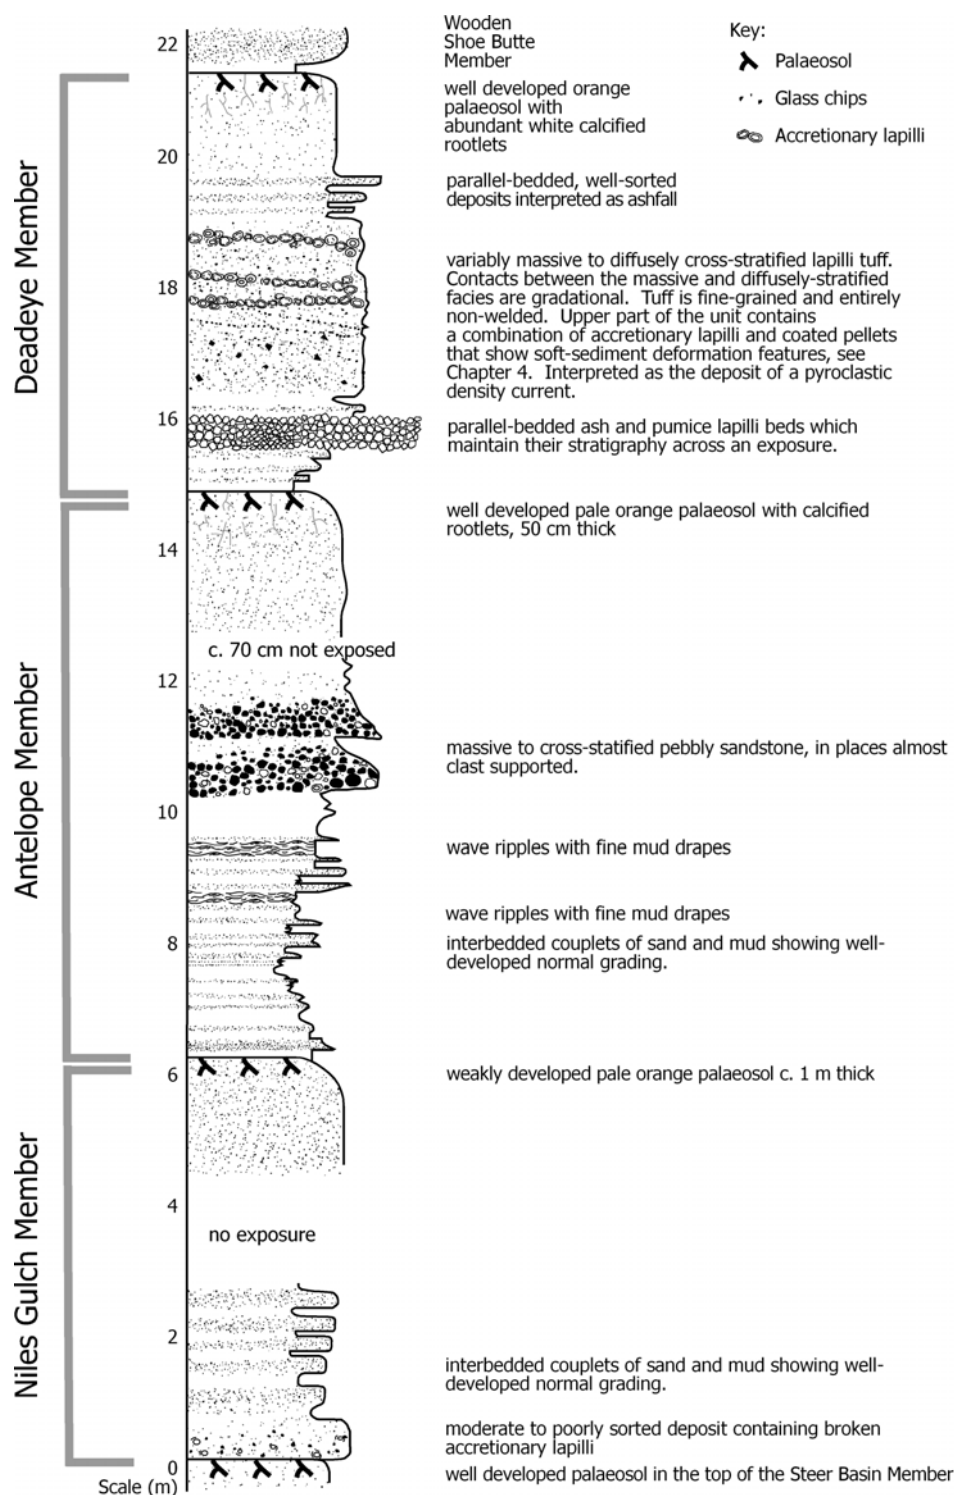 Wooden
Shoe Butte
Member
Key:
Palaeosol
Glass chips
Accretionary lapilli
22
well developed orange
palaeosol with
abundant white calcified
rootlets
20
parallel-bedded, well-sorted
deposits interpreted as ashfall
Deadeye Member
18
variably massive to diffusely cross-stratified lapilli tuff.
Contacts between the massive and diffusely-stratified
facies are gradational. Tuff is fine-grained and entirely
non-welded. Upper part of the unit contains
a combination of accretionary lapilli and coated pellets
that show soft-sediment deformation features, see
Chapter 4. Interpreted as the deposit of a pyroclastic
density current.
16
parallel-bedded ash and pumice lapilli beds which
maintain their stratigraphy across an exposure.
well developed pale orange palaeosol with calcified
rootlets, 50 cm thick
14
c. 70 cm not exposed
12
Antelope Member
massive to cross-statified pebbly sandstone, in places almost
clast supported.
10
wave ripples with fine mud drapes
wave ripples with fine mud drapes
8
interbedded couplets of sand and mud showing well-
developed normal grading.
6
weakly developed pale orange palaeosol c. 1 m thick
4
no exposure
Niles Gulch Member
2
interbedded couplets of sand and mud showing well-
developed normal grading.
moderate to poorly sorted deposit containing broken
accretionary lapilli
0
well developed palaeosol in the top of the Steer Basin Member
Scale (m)